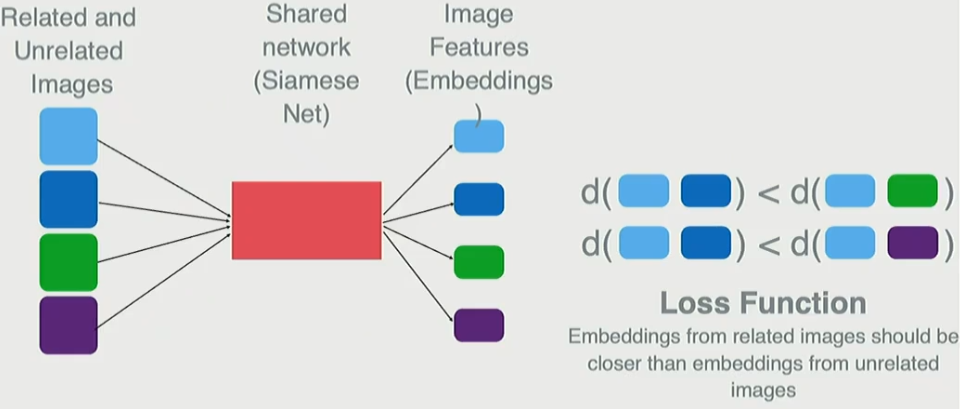 Related and
Unrelated
Images
Shared
network
(Siamese
Net)
Image
Features
(Embeddings
)
d( ) < d( )
d( ) < d( )
Loss Function
Embeddings from related images should be
closer than embeddings from unrelated
images